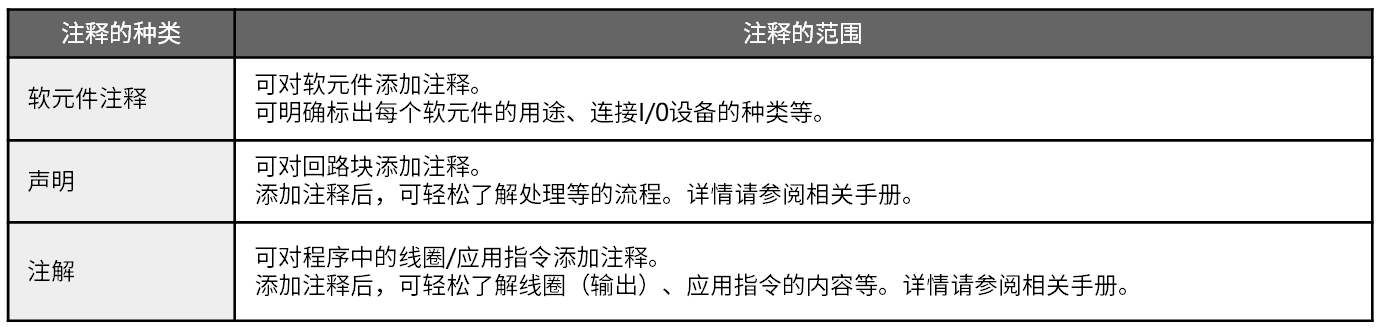 注释的种类
注释的范围
软元件注释
可对软元件添加注释。
可明确标出每个软元件的用途、连接I/O设备的种类等。
声明
可对回路块添加注释。
添加注释后，可轻松了解处理等的流程。详情请参阅相关手册。
注解
可对程序中的线圈/应用指令添加注释。
添加注释后，可轻松了解线圈（输出）、应用指令的内容等。详情请参阅相关手册。